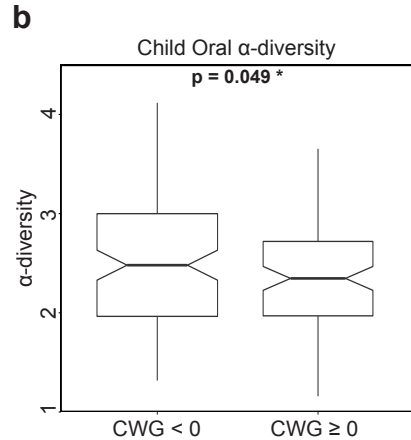 b
Child Oral α-diversity
p = 0.049 *
α-diversity
4
3
2
1
CWG < 0
CWG ≥ 0